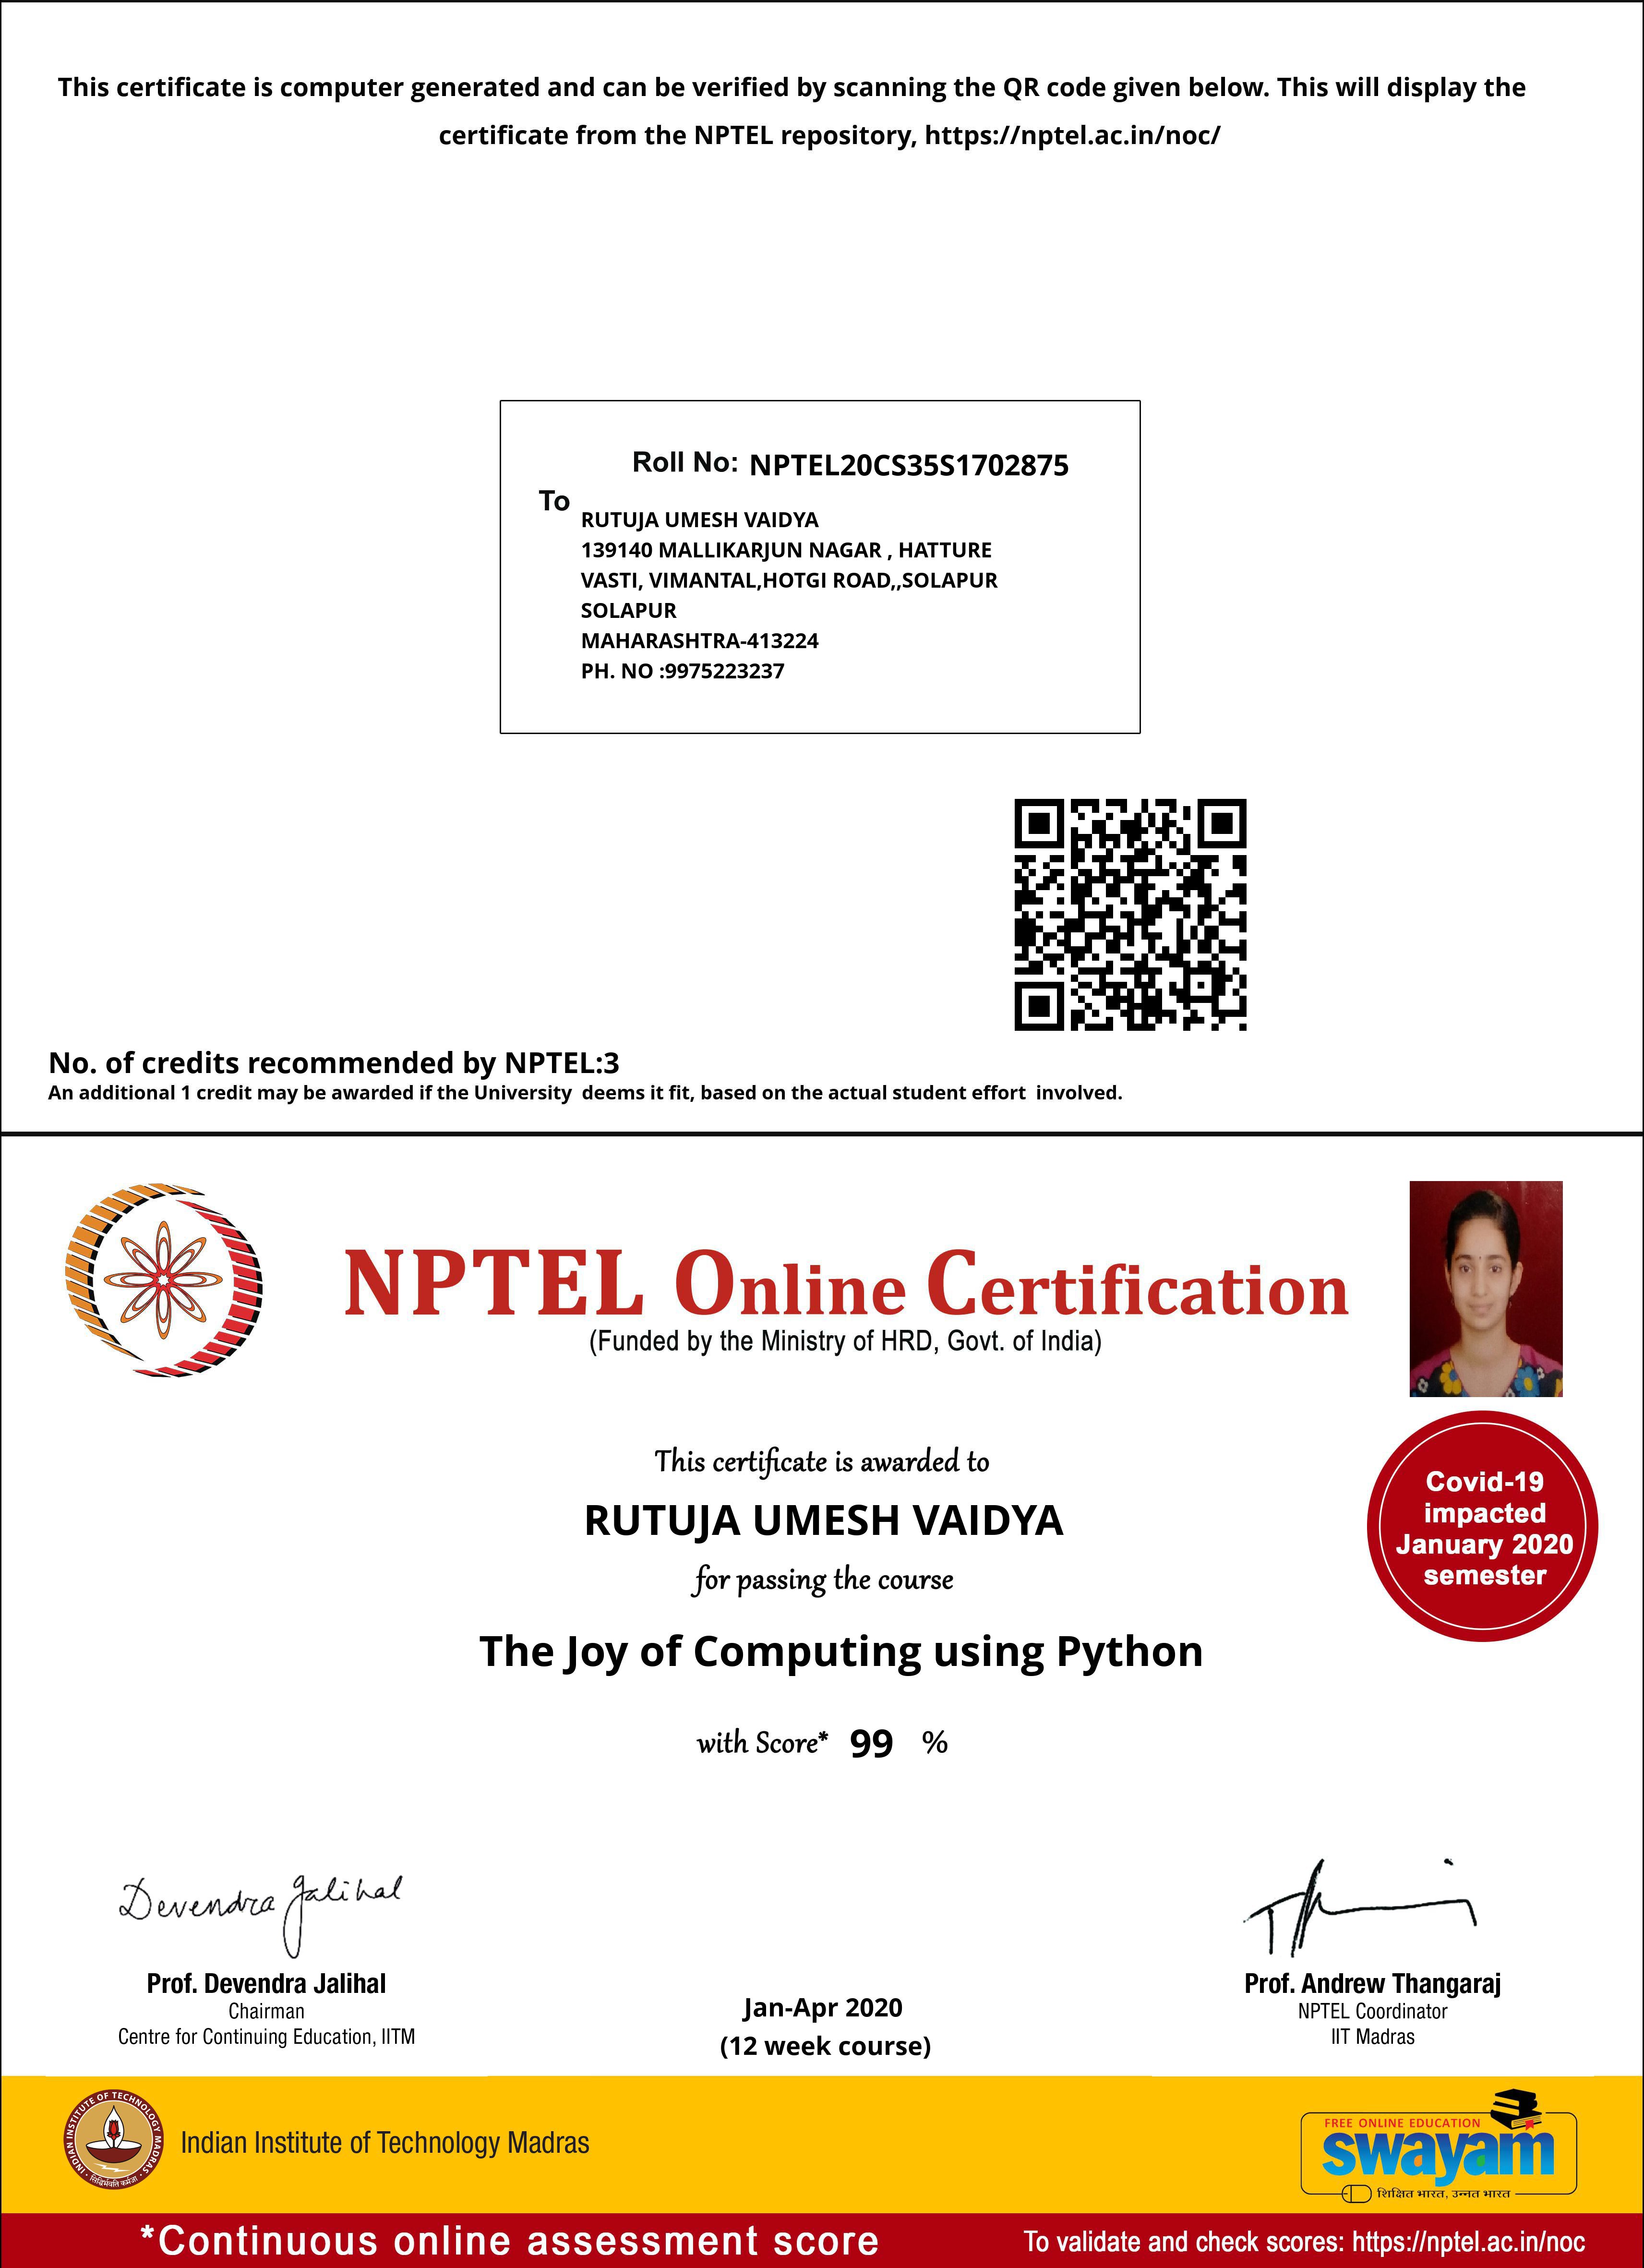 This certificate is computer generated and can be verified by scanning the QR code given below. This will display the
certificate from the NPTEL repository, https://nptel.ac.in/noc/
Roll No: NPTEL20CS35S1702875
To
RUTUJA UMESH VAIDYA
139140 MALLIKARJUN NAGAR , HATTURE
VASTI, VIMANTAL,HOTGI ROAD,,SOLAPUR
SOLAPUR
MAHARASHTRA-413224
PH. NO :9975223237
No. of credits recommended by NPTEL:3
An additional 1 credit may be awarded if the University deems it fit, based on the actual student effort involved.
NPTEL Online Certification
(Funded by the Ministry of HRD, Govt. of India)
This certificate is awarded to
RUTUJA UMESH VAIDYA
for passing the course
The Joy of Computing using Python
with Score* 99 %
Covid-19
impacted
January 2020
semester
Devendra Jalihal
Prof. Devendra Jalihal
Chairman
Centre for Continuing Education, IITM
Jan-Apr 2020
(12 week course)
Prof. Andrew Thangaraj
NPTEL Coordinator
IIT Madras
INDIAN INSTITUTE OF TECHNOLOGY MADRAS
सिद्धिर्भवति कर्मजा
Indian Institute of Technology Madras
FREE ONLINE EDUCATION
swayam
शिक्षित भारत, उन्नत भारत
*Continuous online assessment score
To validate and check scores: https://nptel.ac.in/noc